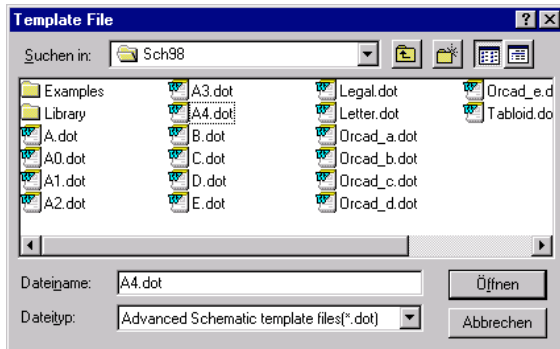 Template File
Suchen in: Sch98
Examples
Library
A.dot
A0.dot
A1.dot
A2.dot
A3.dot
A4.dot
B.dot
C.dot
D.dot
E.dot
Legal.dot
Letter.dot
Orcad_a.dot
Orcad_b.dot
Orcad_c.dot
Orcad_d.dot
Orcad_e.d
Tabloid.do
Dateiname: A4.dot Öffnen
Dateityp: Advanced Schematic template files(*.dot) Abbrechen